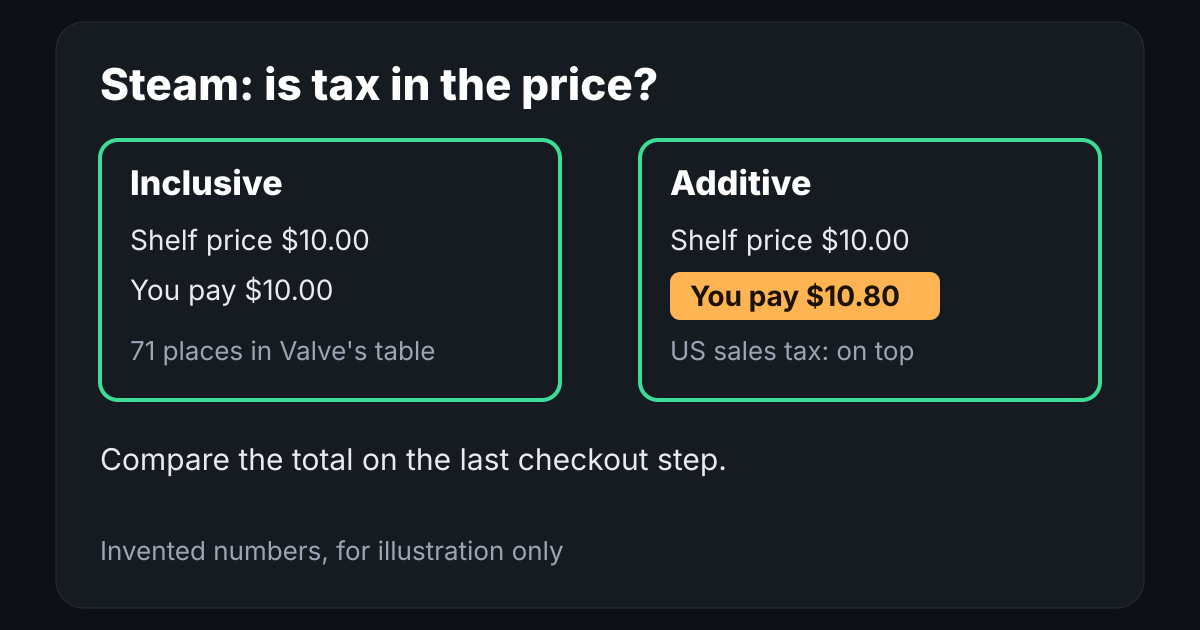 Steam: is tax in the price?
Inclusive
Shelf price $10.00
You pay $10.00
71 places in Valve's table
Additive
Shelf price $10.00
You pay $10.80
US sales tax: on top
Compare the total on the last checkout step.
Invented numbers, for illustration only